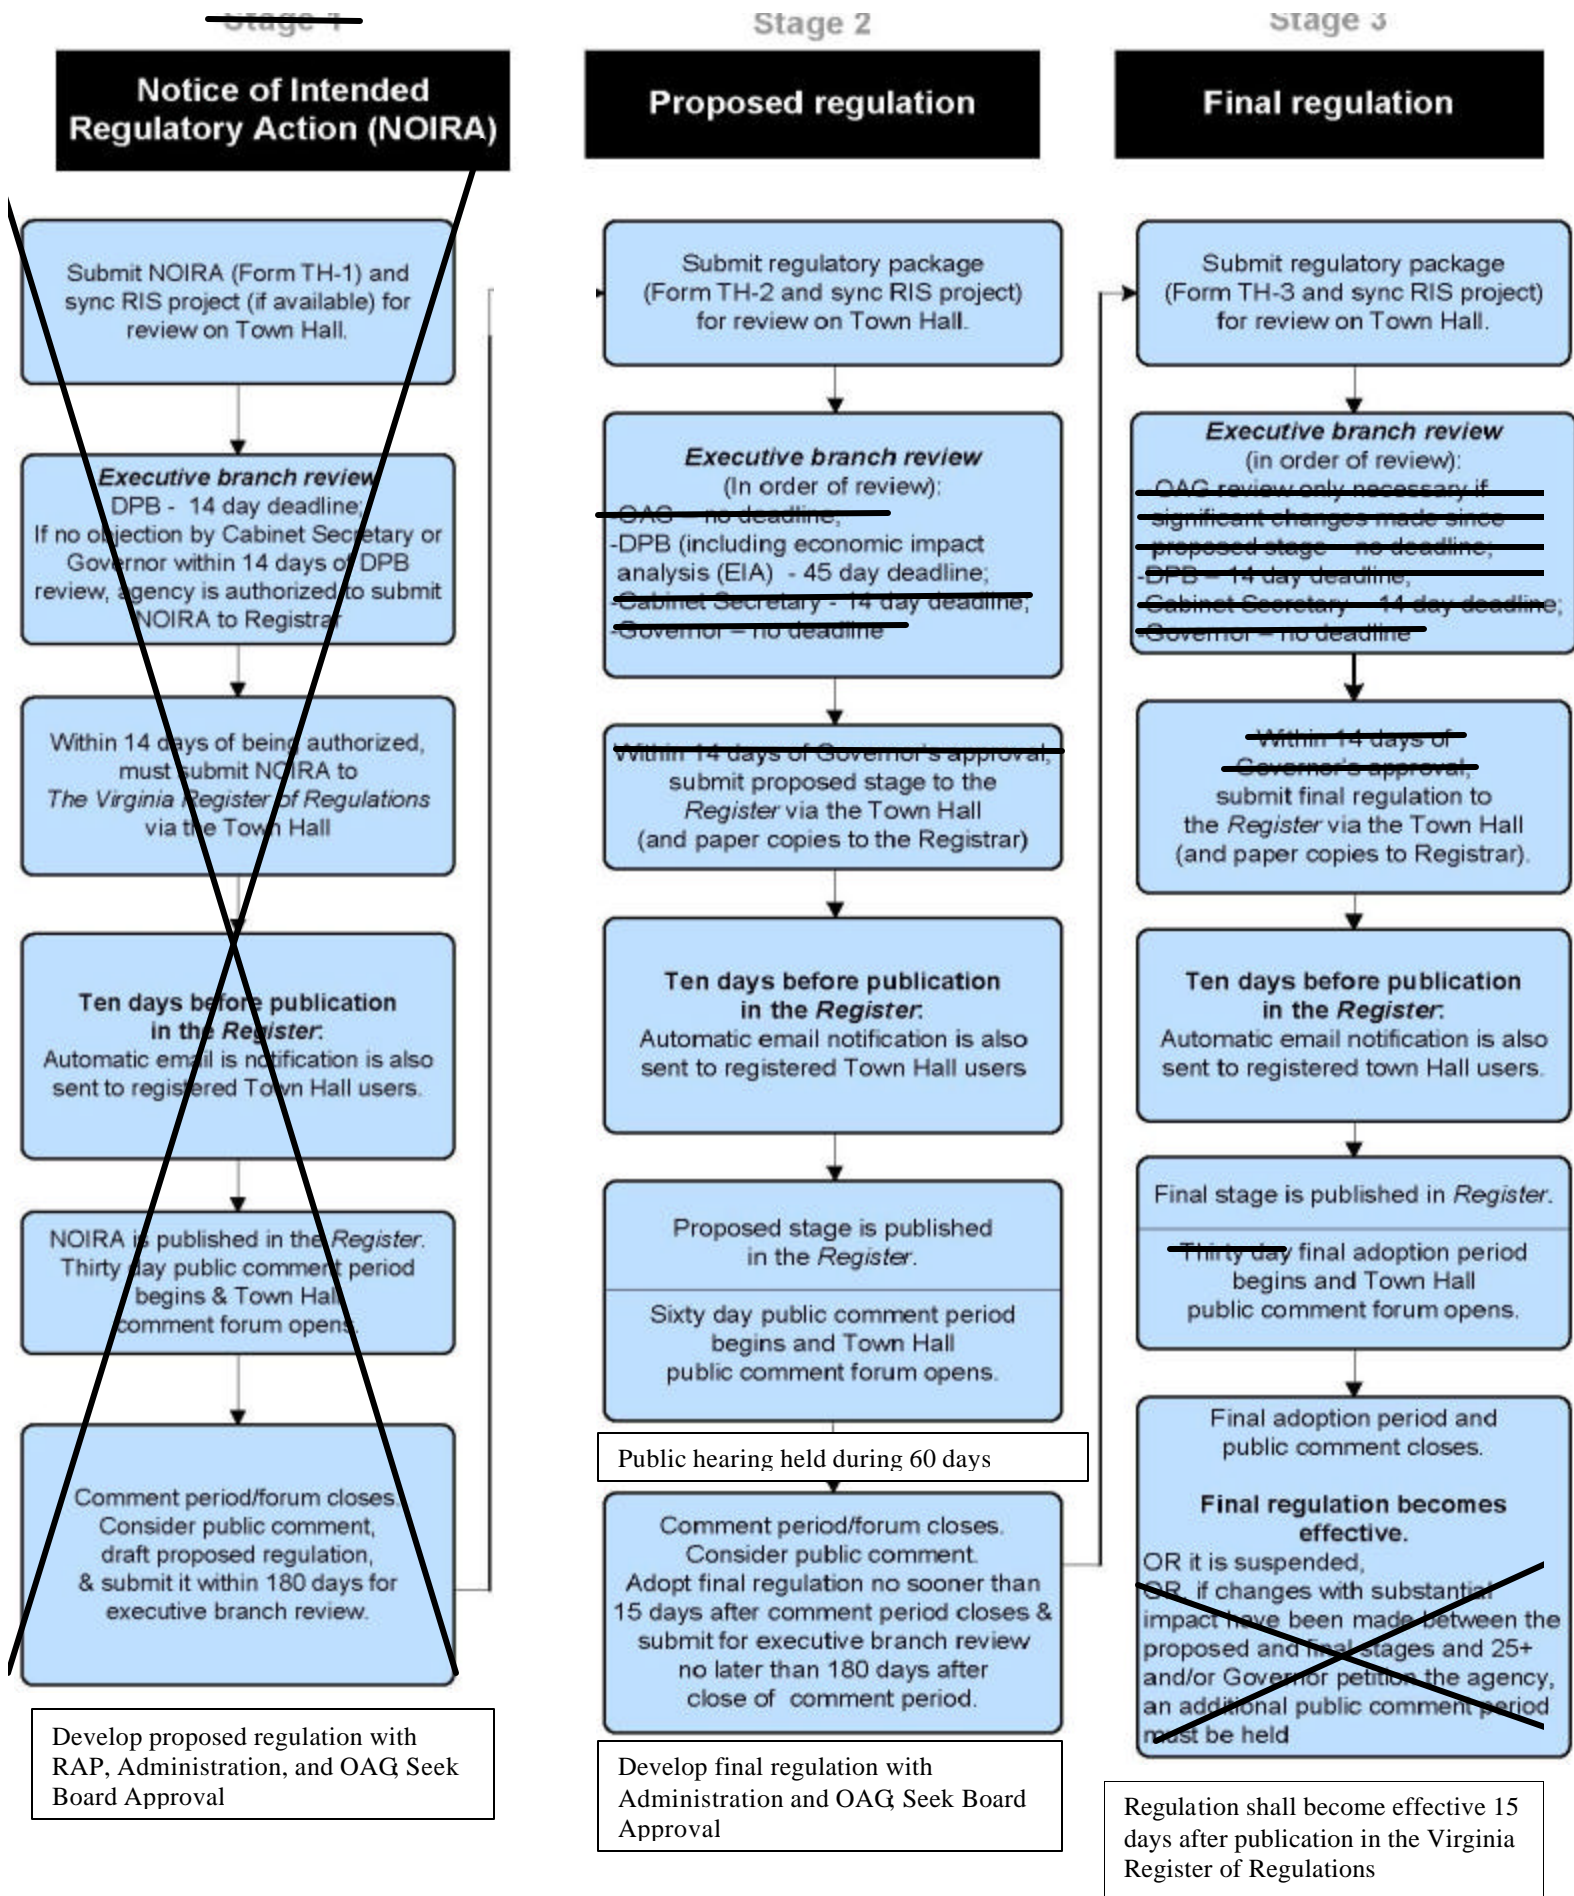 Stage 1
Notice of Intended
Regulatory Action (NOIRA)
Submit NOIRA (Form TH-1) and
sync RIS project (if available) for
review on Town Hall.
Executive branch review
DPB - 14 day deadline;
If no objection by Cabinet Secretary or
Governor within 14 days of DPB
review, agency is authorized to submit
NOIRA to Registrar
Within 14 days of being authorized,
must submit NOIRA to
The Virginia Register of Regulations
via the Town Hall
Ten days before publication
in the Register:
Automatic email is notification is also
sent to registered Town Hall users.
NOIRA is published in the Register.
Thirty day public comment period
begins & Town Hall
comment forum opens.
Comment period/forum closes.
Consider public comment,
draft proposed regulation,
& submit it within 180 days for
executive branch review.
Develop proposed regulation with
RAP, Administration, and OAG; Seek
Board Approval
Stage 2
Proposed regulation
Submit regulatory package
(Form TH-2 and sync RIS project)
for review on Town Hall.
Executive branch review
(In order of review):
-OAG – no deadline;
-DPB (including economic impact
analysis (EIA) - 45 day deadline;
-Cabinet Secretary - 14 day deadline;
-Governor – no deadline
Within 14 days of Governor's approval,
submit proposed stage to the
Register via the Town Hall
(and paper copies to the Registrar)
Ten days before publication
in the Register:
Automatic email notification is also
sent to registered Town Hall users
Proposed stage is published
in the Register.
Sixty day public comment period
begins and Town Hall
public comment forum opens.
Public hearing held during 60 days
Comment period/forum closes.
Consider public comment.
Adopt final regulation no sooner than
15 days after comment period closes &
submit for executive branch review
no later than 180 days after
close of comment period.
Develop final regulation with
Administration and OAG; Seek Board
Approval
Stage 3
Final regulation
Submit regulatory package
(Form TH-3 and sync RIS project)
for review on Town Hall.
Executive branch review
(in order of review):
-OAG review only necessary if
significant changes made since
proposed stage – no deadline;
-DPB – 14 day deadline;
-Cabinet Secretary – 14 day deadline;
-Governor – no deadline
Within 14 days of
Governor's approval,
submit final regulation to
the Register via the Town Hall
(and paper copies to Registrar).
Ten days before publication
in the Register:
Automatic email notification is also
sent to registered town Hall users.
Final stage is published in Register.
Thirty day final adoption period
begins and Town Hall
public comment forum opens.
Final adoption period and
public comment closes.
Final regulation becomes
effective.
OR it is suspended,
OR, if changes with substantial
impact have been made between the
proposed and final stages and 25+
and/or Governor petition the agency,
an additional public comment period
must be held
Regulation shall become effective 15
days after publication in the Virginia
Register of Regulations